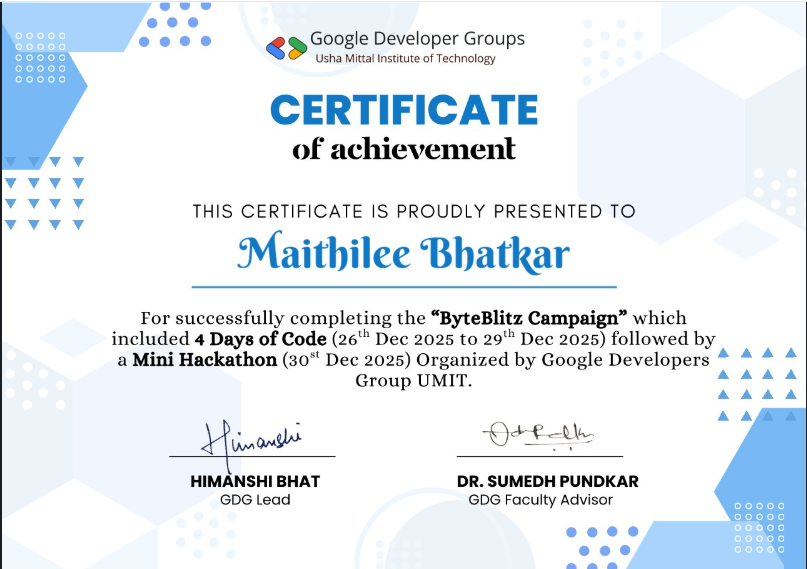 Google Developer Groups
Usha Mittal Institute of Technology
CERTIFICATE
of achievement
THIS CERTIFICATE IS PROUDLY PRESENTED TO
Maithilee Bhatkar
For successfully completing the “ByteBlitz Campaign” which
included 4 Days of Code (26th Dec 2025 to 29th Dec 2025) followed by
a Mini Hackathon (30st Dec 2025) Organized by Google Developers
Group UMIT.
Himanshi
HIMANSHI BHAT
GDG Lead
DR. SUMEDH PUNDKAR
GDG Faculty Advisor